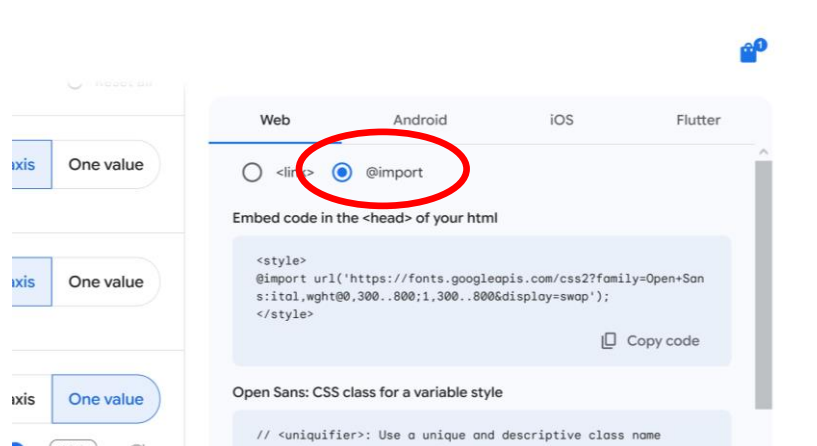 1
Reset all
Web
Android
iOS
Flutter
axis
One value
<link>
@import
Embed code in the <head> of your html
<style>
@import url('https://fonts.googleapis.com/css2?family=Open+San
s:ital,wght@0,300..800;1,300..800&display=swap');
</style>
axis
One value
Copy code
Open Sans: CSS class for a variable style
axis
One value
// <uniquifier>: Use a unique and descriptive class name